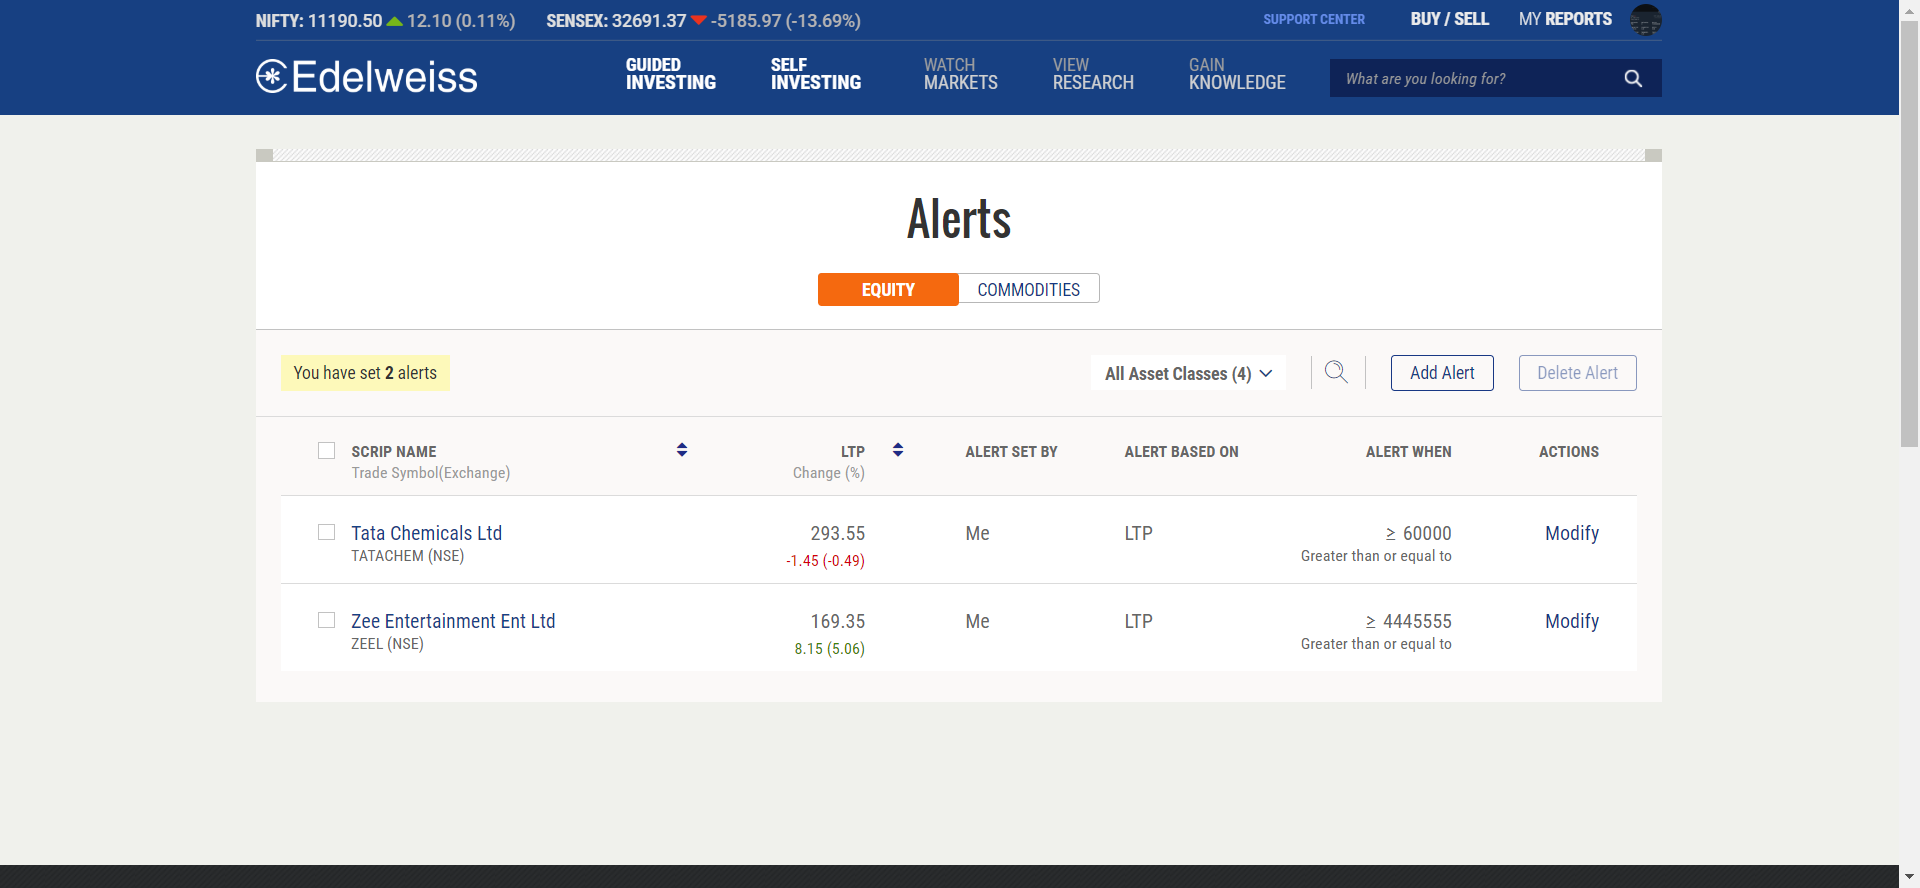 NIFTY: 11190.50 12.10 (0.11%) SENSEX: 32691.37 -5185.97 (-13.69%) SUPPORT CENTER BUY / SELL MY REPORTS
Edelweiss
GUIDED
INVESTING
SELF
INVESTING
WATCH
MARKETS
VIEW
RESEARCH
GAIN
KNOWLEDGE
What are you looking for?
Alerts
EQUITY COMMODITIES
You have set 2 alerts All Asset Classes (4) Add Alert Delete Alert
SCRIP NAME LTP ALERT SET BY ALERT BASED ON ALERT WHEN ACTIONS
Trade Symbol(Exchange) Change (%)
Tata Chemicals Ltd 293.55 Me LTP ≥ 60000 Modify
TATACHEM (NSE) -1.45 (-0.49) Greater than or equal to
Zee Entertainment Ent Ltd 169.35 Me LTP ≥ 4445555 Modify
ZEEL (NSE) 8.15 (5.06) Greater than or equal to